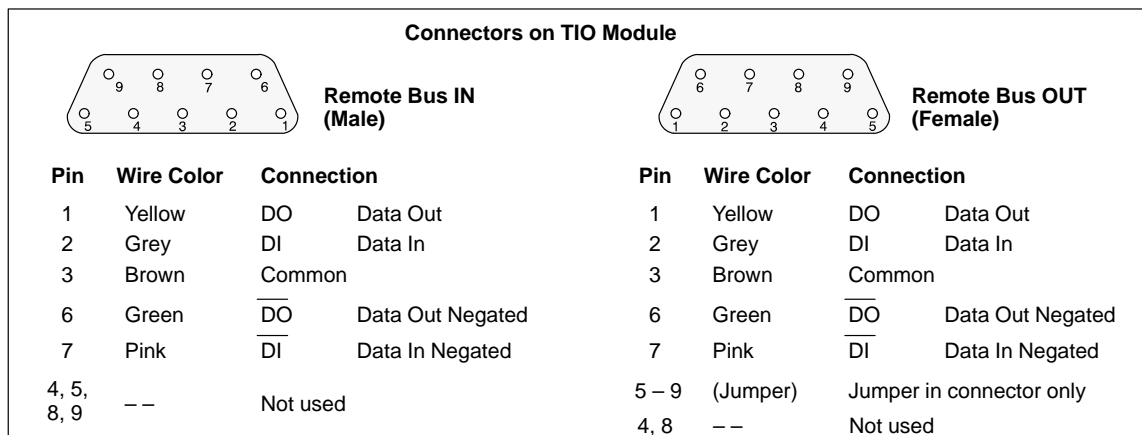 Connectors on TIO Module
9 8 7 6
5 4 3 2 1
Remote Bus IN
(Male)
Pin Wire Color Connection
1 Yellow DO Data Out
2 Grey DI Data In
3 Brown Common
6 Green D̅O̅ Data Out Negated
7 Pink D̅I̅ Data In Negated
4, 5,
8, 9 – – Not used
6 7 8 9
1 2 3 4 5
Remote Bus OUT
(Female)
Pin Wire Color Connection
1 Yellow DO Data Out
2 Grey DI Data In
3 Brown Common
6 Green D̅O̅ Data Out Negated
7 Pink D̅I̅ Data In Negated
5 – 9 (Jumper) Jumper in connector only
4, 8 – – Not used